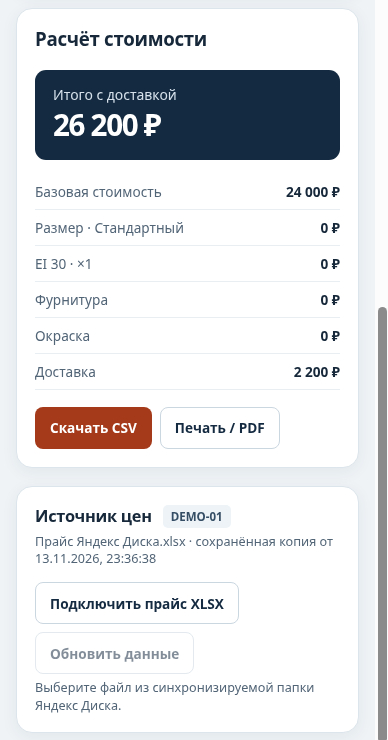 Расчёт стоимости
Итого с доставкой
26 200 ₽
Базовая стоимость 24 000 ₽
Размер · Стандартный 0 ₽
EI 30 · ×1 0 ₽
Фурнитура 0 ₽
Окраска 0 ₽
Доставка 2 200 ₽
Скачать CSV Печать / PDF
Источник цен DEMO-01
Прайс Яндекс Диска.xlsx · сохранённая копия от
13.11.2026, 23:36:38
Подключить прайс XLSX
Обновить данные
Выберите файл из синхронизируемой папки
Яндекс Диска.